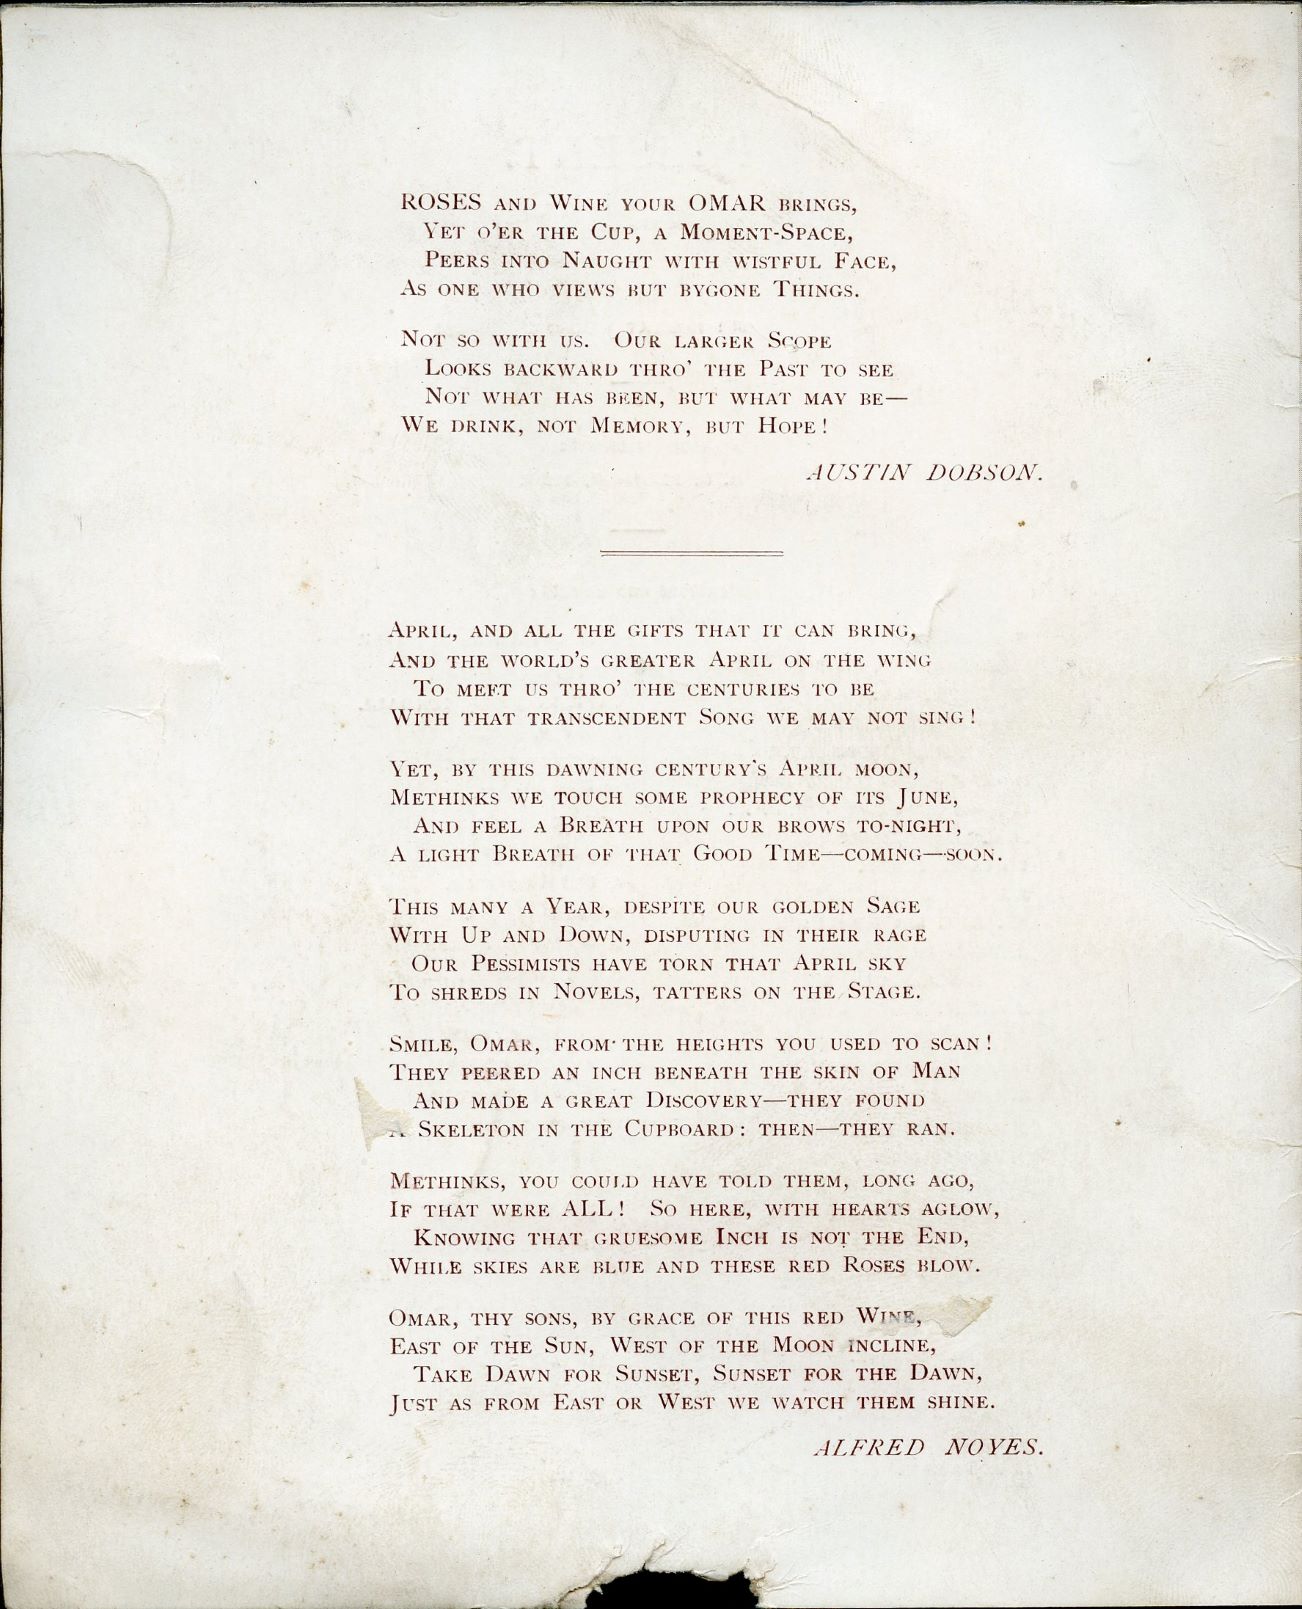 ROSES AND WINE YOUR OMAR BRINGS,
YET O'ER THE CUP, A MOMENT-SPACE,
PEERS INTO NAUGHT WITH WISTFUL FACE,
AS ONE WHO VIEWS BUT BYGONE THINGS.
NOT SO WITH US. OUR LARGER SCOPE
LOOKS BACKWARD THRO' THE PAST TO SEE
NOT WHAT HAS BEEN, BUT WHAT MAY BE—
WE DRINK, NOT MEMORY, BUT HOPE!
AUSTIN DOBSON.
APRIL, AND ALL THE GIFTS THAT IT CAN BRING,
AND THE WORLD'S GREATER APRIL ON THE WING
TO MEET US THRO' THE CENTURIES TO BE
WITH THAT TRANSCENDENT SONG WE MAY NOT SING!
YET, BY THIS DAWNING CENTURY'S APRIL MOON,
METHINKS WE TOUCH SOME PROPHECY OF ITS JUNE,
AND FEEL A BREATH UPON OUR BROWS TO-NIGHT,
A LIGHT BREATH OF THAT GOOD TIME—COMING—SOON.
THIS MANY A YEAR, DESPITE OUR GOLDEN SAGE
WITH UP AND DOWN, DISPUTING IN THEIR RAGE
OUR PESSIMISTS HAVE TORN THAT APRIL SKY
TO SHREDS IN NOVELS, TATTERS ON THE STAGE.
SMILE, OMAR, FROM THE HEIGHTS YOU USED TO SCAN!
THEY PEERED AN INCH BENEATH THE SKIN OF MAN
AND MADE A GREAT DISCOVERY—THEY FOUND
A SKELETON IN THE CUPBOARD: THEN—THEY RAN.
METHINKS, YOU COULD HAVE TOLD THEM, LONG AGO,
IF THAT WERE ALL! SO HERE, WITH HEARTS AGLOW,
KNOWING THAT GRUESOME INCH IS NOT THE END,
WHILE SKIES ARE BLUE AND THESE RED ROSES BLOW.
OMAR, THY SONS, BY GRACE OF THIS RED WINE,
EAST OF THE SUN, WEST OF THE MOON INCLINE,
TAKE DAWN FOR SUNSET, SUNSET FOR THE DAWN,
JUST AS FROM EAST OR WEST WE WATCH THEM SHINE.
ALFRED NOYES.